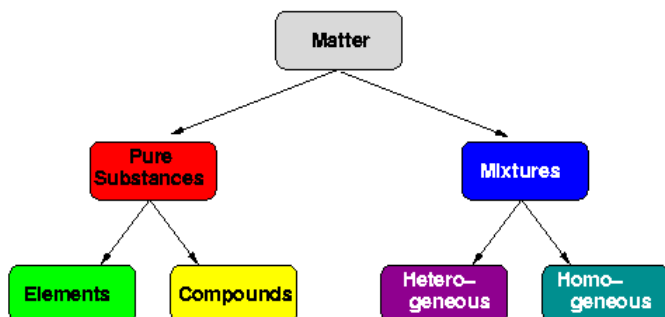 Matter
Pure
Substances
Mixtures
Elements
Compounds
Hetero–
geneous
Homo–
geneous